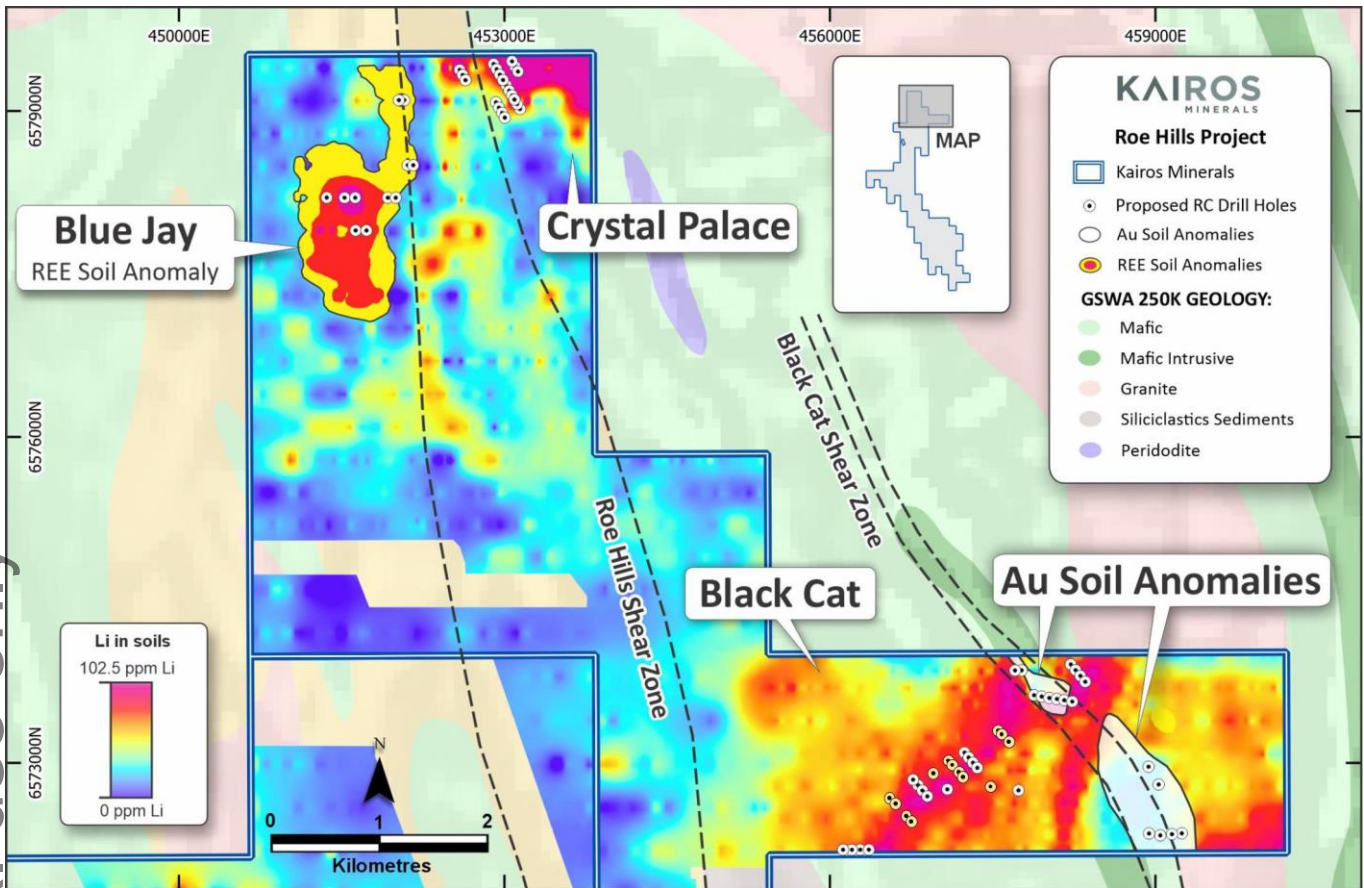 450000E
453000E
456000E
459000E
6579000N
6576000N
6573000N
KAIROS
MINERALS
Roe Hills Project
Kairos Minerals
Proposed RC Drill Holes
Au Soil Anomalies
REE Soil Anomalies
GSWA 250K GEOLOGY:
Mafic
Mafic Intrusive
Granite
Siliciclastics Sediments
Peridodite
MAP
Blue Jay
REE Soil Anomaly
Crystal Palace
Black Cat Shear Zone
Roe Hills Shear Zone
Black Cat
Au Soil Anomalies
Li in soils
102.5 ppm Li
0 ppm Li
N
0 1 2
Kilometres